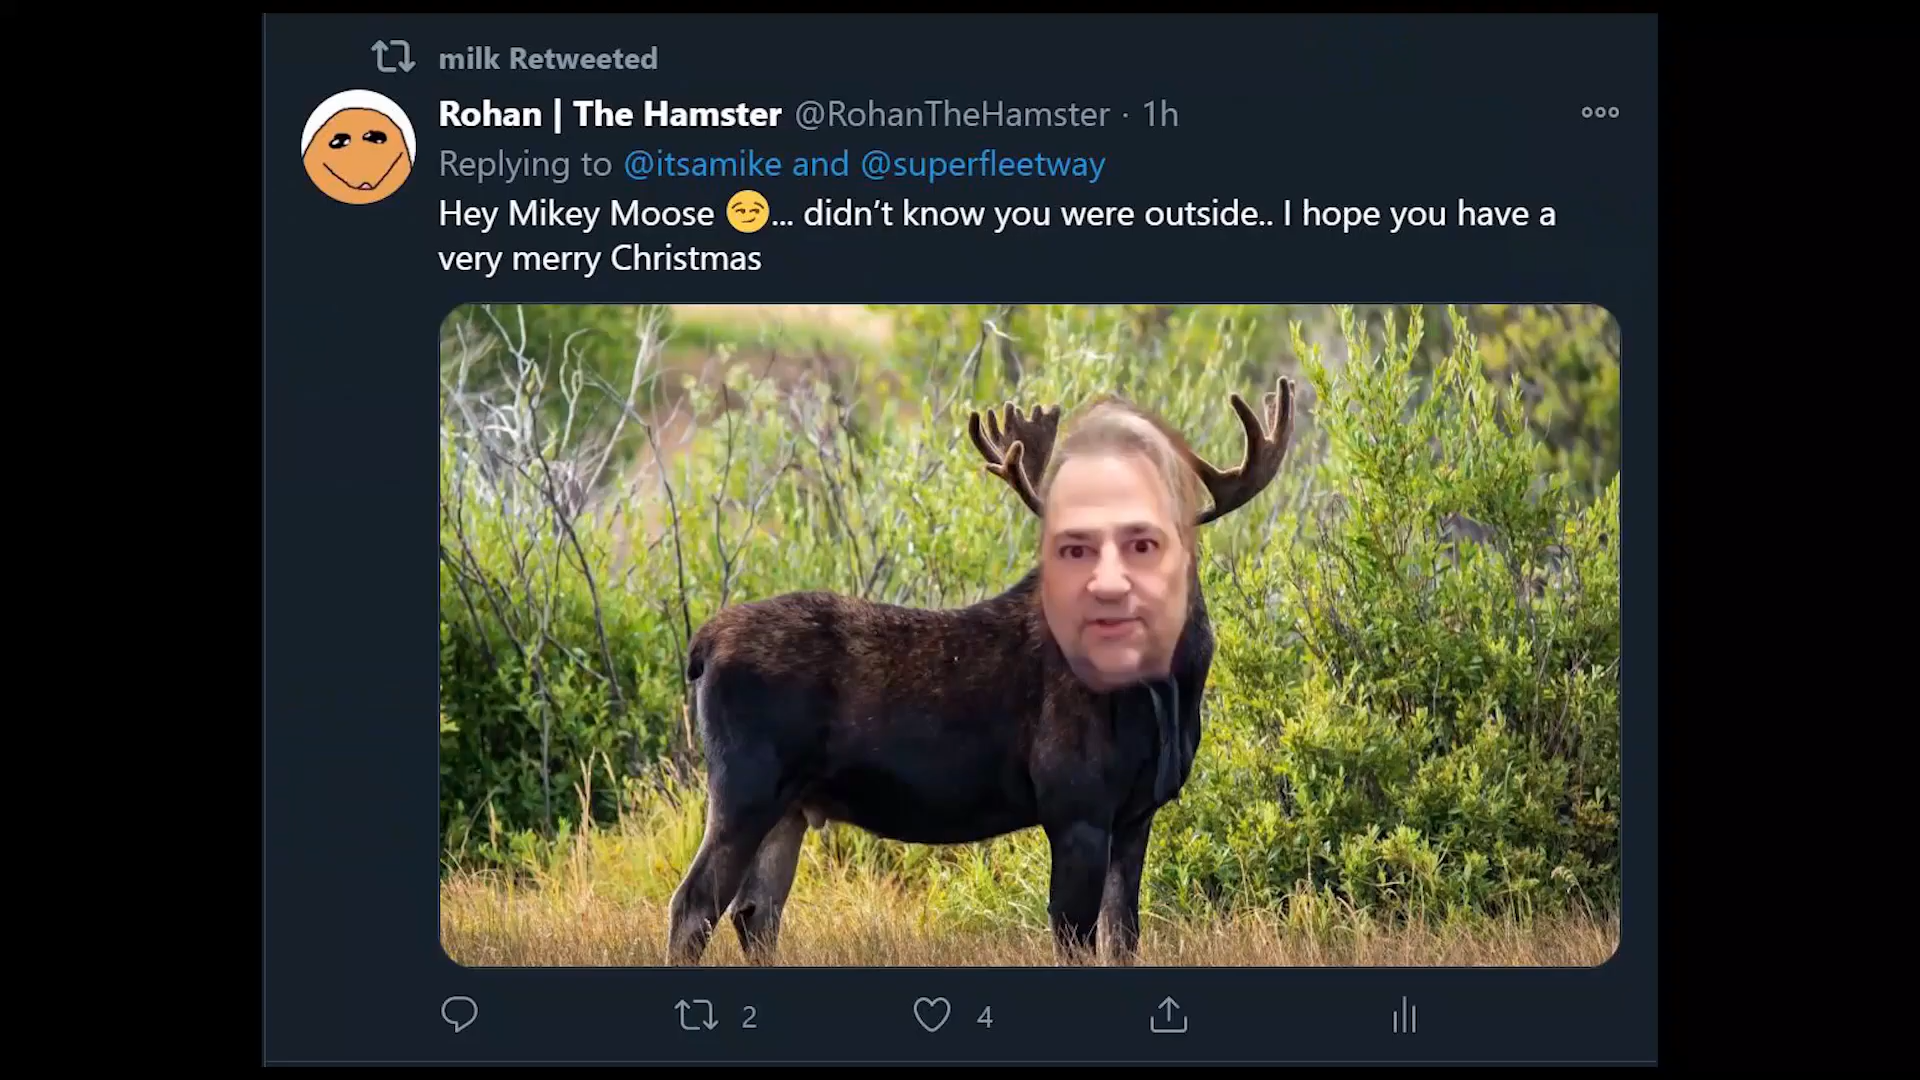 milk Retweeted
Rohan | The Hamster @RohanTheHamster · 1h
Replying to @itsamike and @superfleetway
Hey Mikey Moose 😏... didn’t know you were outside.. I hope you have a
very merry Christmas
2 4